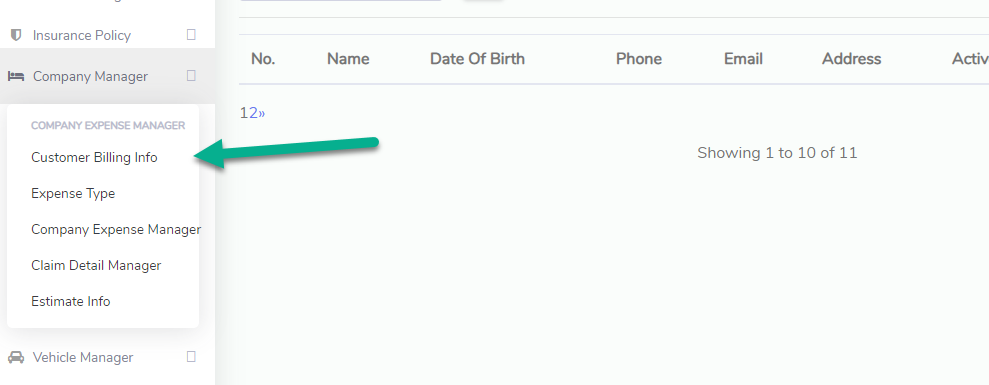 Insurance Policy
Company Manager
COMPANY EXPENSE MANAGER
Customer Billing Info
Expense Type
Company Expense Manager
Claim Detail Manager
Estimate Info
Vehicle Manager
No. Name Date Of Birth Phone Email Address Activ
12»
Showing 1 to 10 of 11